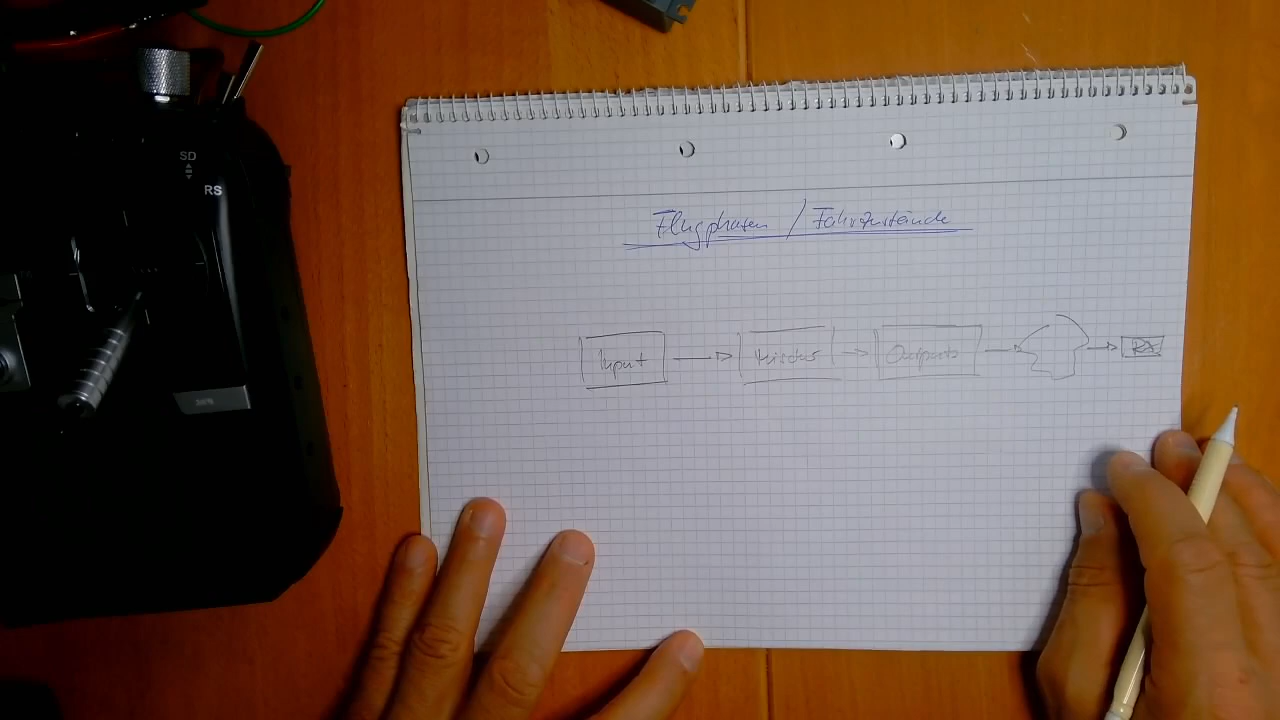 SD
RS
Flugphasen / Fahrzustände
Input Mischer Outputs RX